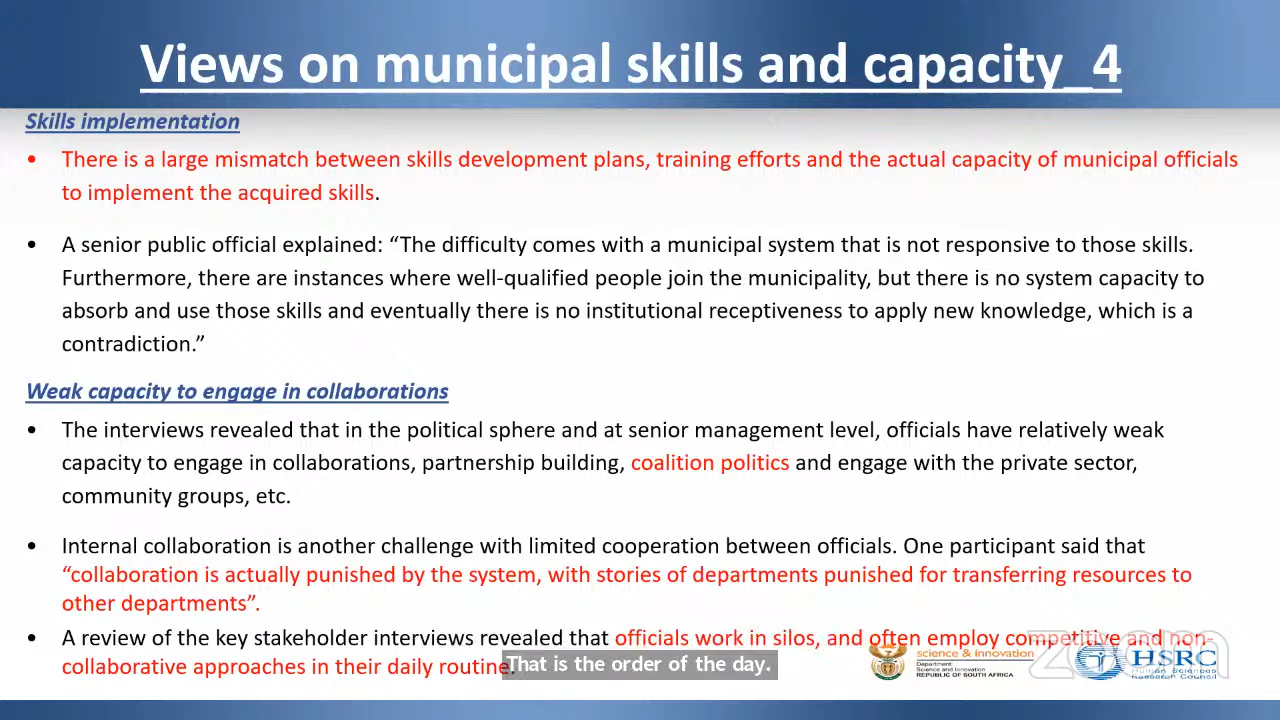 Views on municipal skills and capacity_4
Skills implementation
• There is a large mismatch between skills development plans, training efforts and the actual capacity of municipal officials
to implement the acquired skills.
• A senior public official explained: “The difficulty comes with a municipal system that is not responsive to those skills.
Furthermore, there are instances where well-qualified people join the municipality, but there is no system capacity to
absorb and use those skills and eventually there is no institutional receptiveness to apply new knowledge, which is a
contradiction.”
Weak capacity to engage in collaborations
• The interviews revealed that in the political sphere and at senior management level, officials have relatively weak
capacity to engage in collaborations, partnership building, coalition politics and engage with the private sector,
community groups, etc.
• Internal collaboration is another challenge with limited cooperation between officials. One participant said that
“collaboration is actually punished by the system, with stories of departments punished for transferring resources to
other departments”.
• A review of the key stakeholder interviews revealed that officials work in silos, and often employ competitive and non-
collaborative approaches in their daily routine.
That is the order of the day.
science & innovation
Department:
Science and Innovation
REPUBLIC OF SOUTH AFRICA
zoom
HSRC
Human Sciences
Research Council